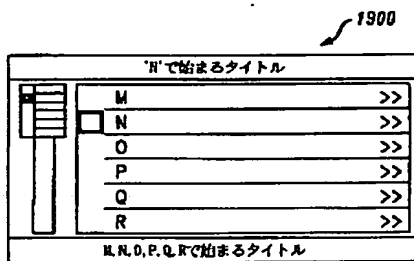 1900
'N'で始まるタイトル
M >>
N >>
O >>
P >>
Q >>
R >>
M,N,O,P,Q,Rで始まるタイトル